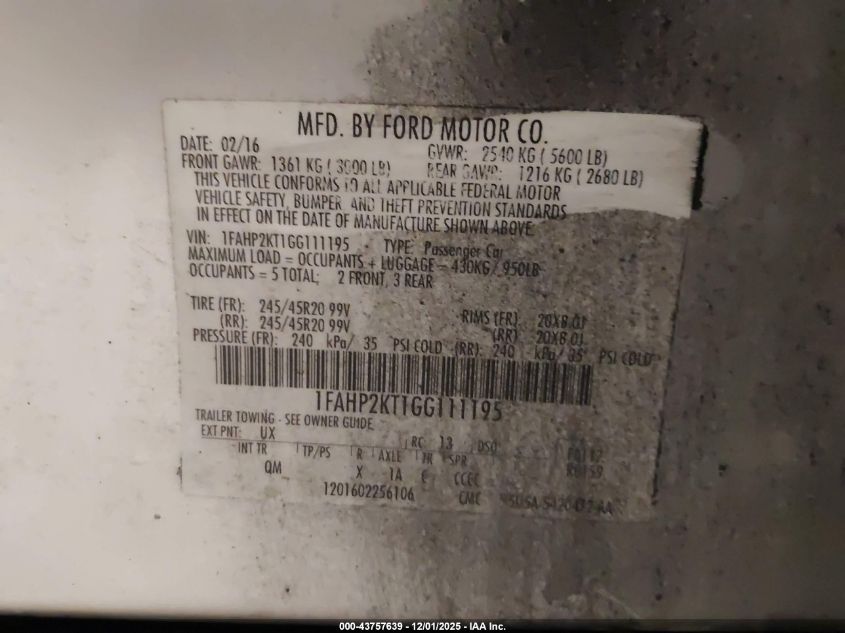 MFD. BY FORD MOTOR CO.
DATE: 02/16 GVWR: 2540 KG ( 5600 LB)
FRONT GAWR: 1361 KG ( 3000 LB) REAR GAWR: 1216 KG ( 2680 LB)
THIS VEHICLE CONFORMS TO ALL APPLICABLE FEDERAL MOTOR
VEHICLE SAFETY, BUMPER, AND THEFT PREVENTION STANDARDS
IN EFFECT ON THE DATE OF MANUFACTURE SHOWN ABOVE.
VIN: 1FAHP2KT1GG111195 TYPE: Passenger Car
MAXIMUM LOAD = OCCUPANTS + LUGGAGE = 430KG/ 950LB
OCCUPANTS = 5 TOTAL; 2 FRONT, 3 REAR
TIRE (FR): 245/45R20 99V RIMS (FR): 20X8.0J
(RR): 245/45R20 99V (RR): 20X8.0J
PRESSURE (FR): 240 kPa/ 35 PSI COLD (RR): 240 kPa/ 35 PSI COLD
1FAHP2KT1GG111195
TRAILER TOWING - SEE OWNER GUIDE
EXT PNT: UX RC 13 DSO
INT TR TP/PS R AXLE TR SPR
QM X 1A CCEC
1201602256106 CMC
000-43757639 - 12/01/2025 - IAA Inc.